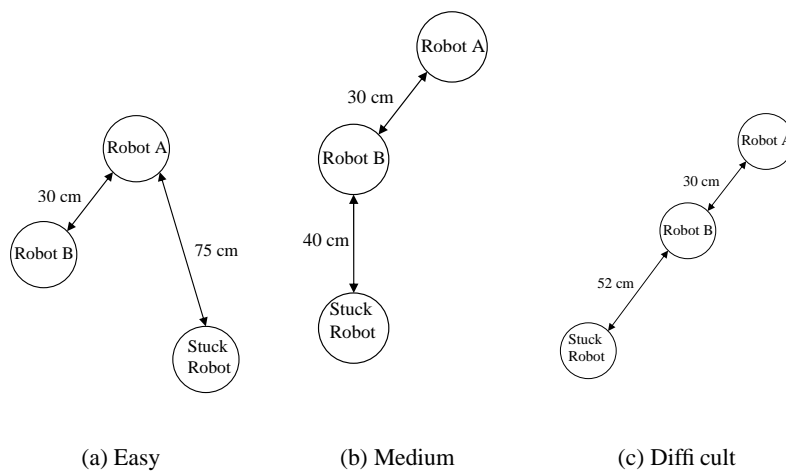 Robot A
30 cm
Robot B
75 cm
Stuck
Robot
(a) Easy
Robot A
30 cm
Robot B
40 cm
Stuck
Robot
(b) Medium
Robot A
30 cm
Robot B
52 cm
Stuck
Robot
(c) Diffi cult